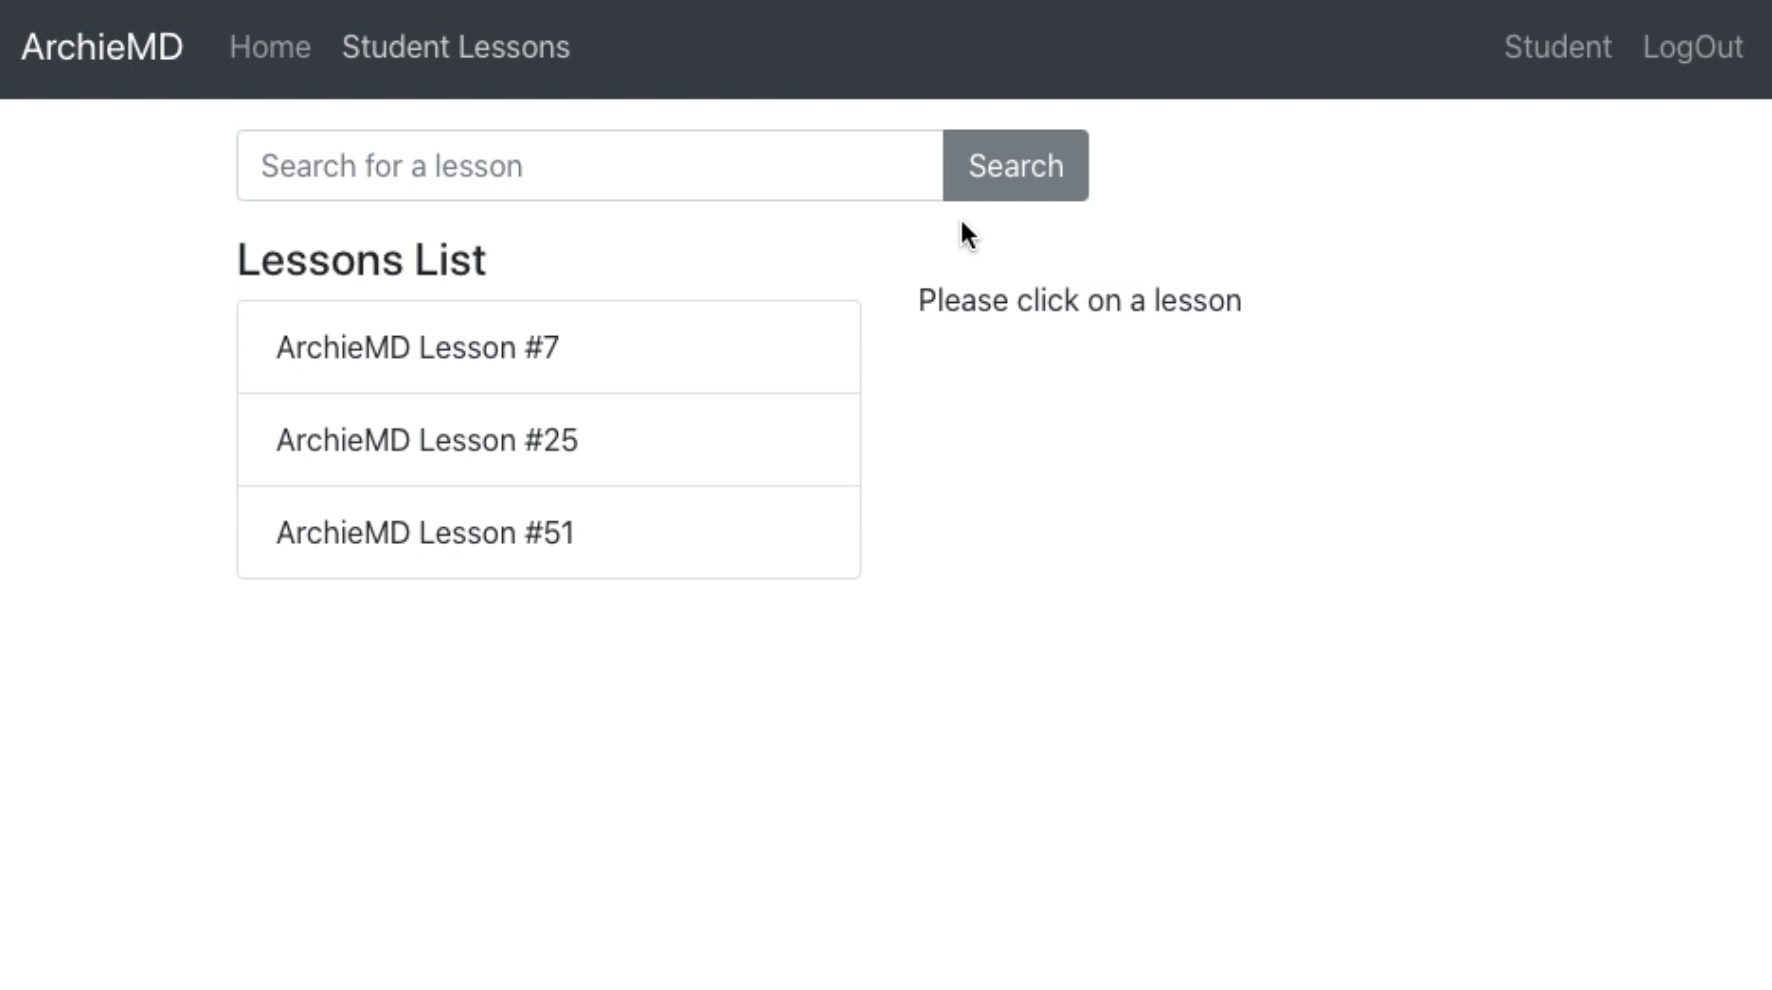 ArchieMD Home Student Lessons Student LogOut
Search for a lesson Search
Lessons List
Please click on a lesson
ArchieMD Lesson #7
ArchieMD Lesson #25
ArchieMD Lesson #51